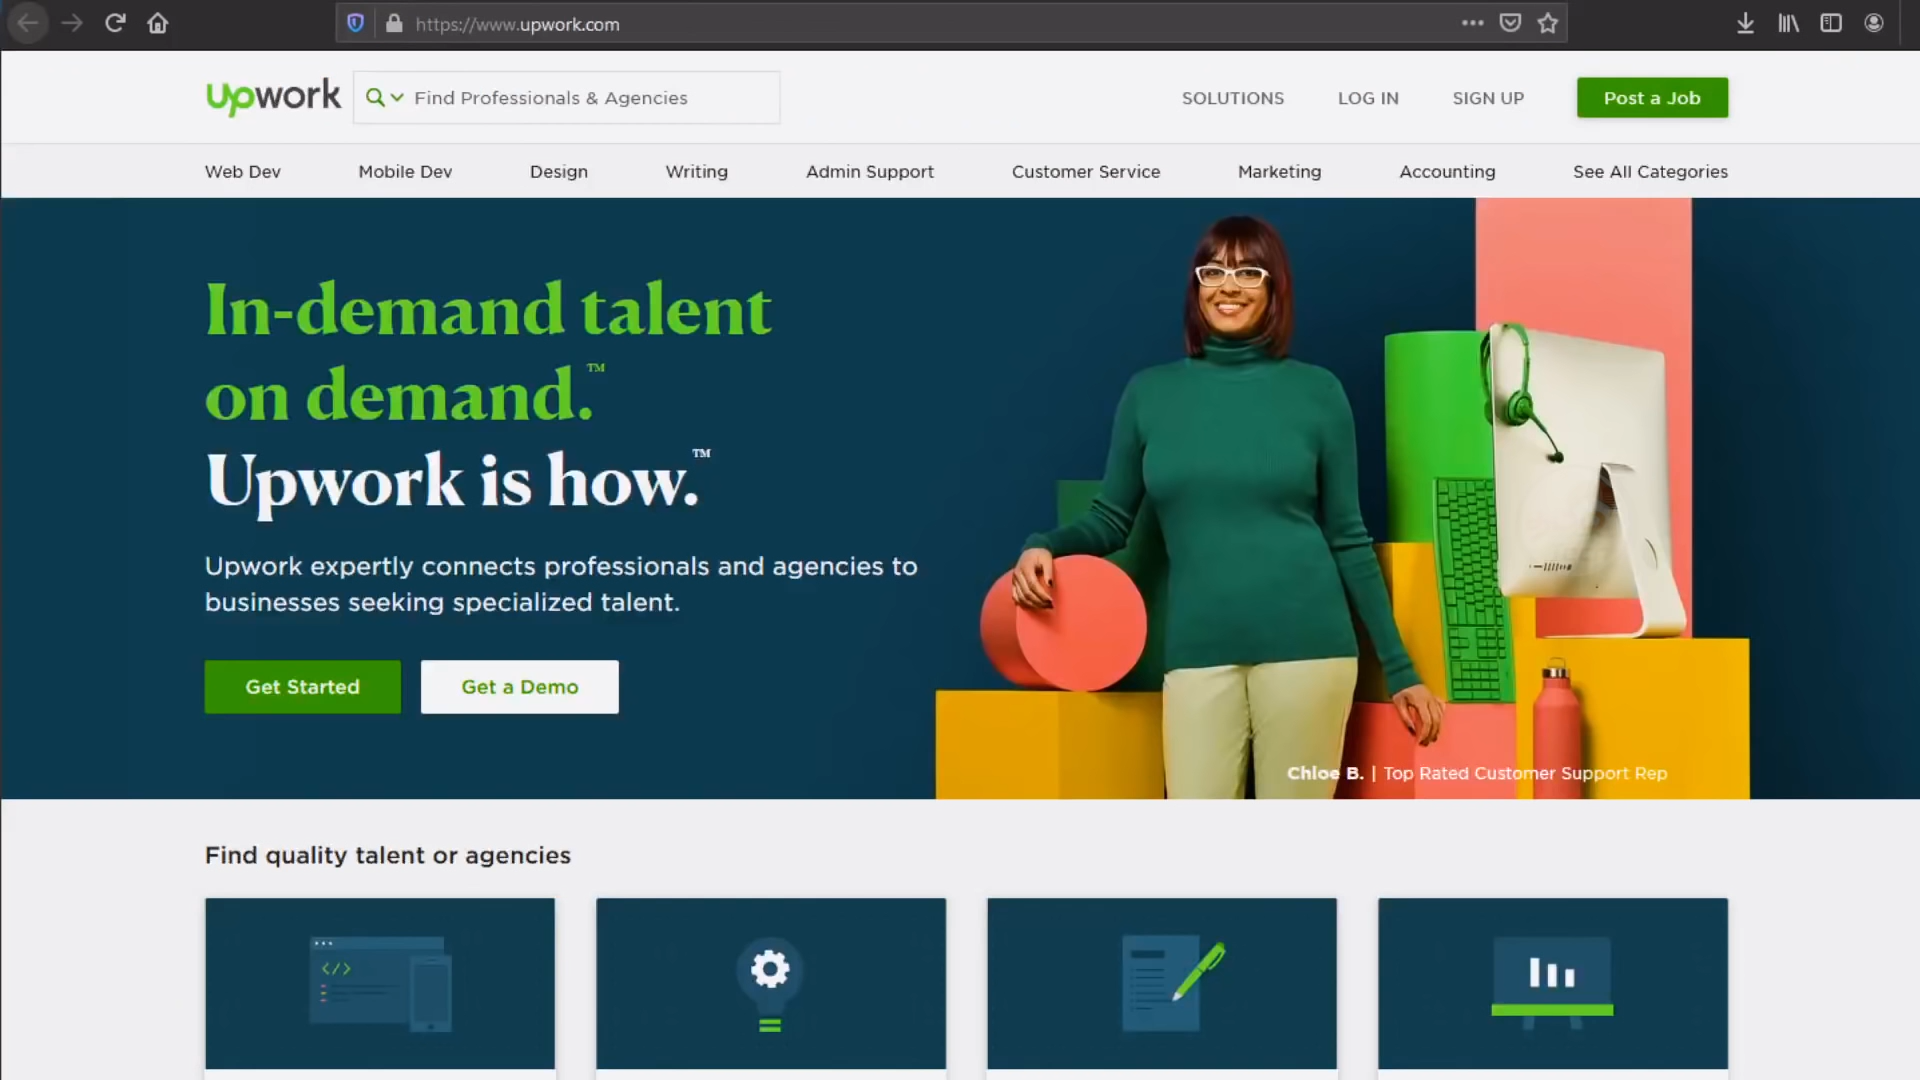 https://www.upwork.com
upwork
Find Professionals & Agencies
SOLUTIONS
LOG IN
SIGN UP
Post a Job
Web Dev
Mobile Dev
Design
Writing
Admin Support
Customer Service
Marketing
Accounting
See All Categories
In-demand talent
on demand.™
Upwork is how.™
Upwork expertly connects professionals and agencies to
businesses seeking specialized talent.
Get Started
Get a Demo
Chloe B. | Top Rated Customer Support Rep
Find quality talent or agencies
</>